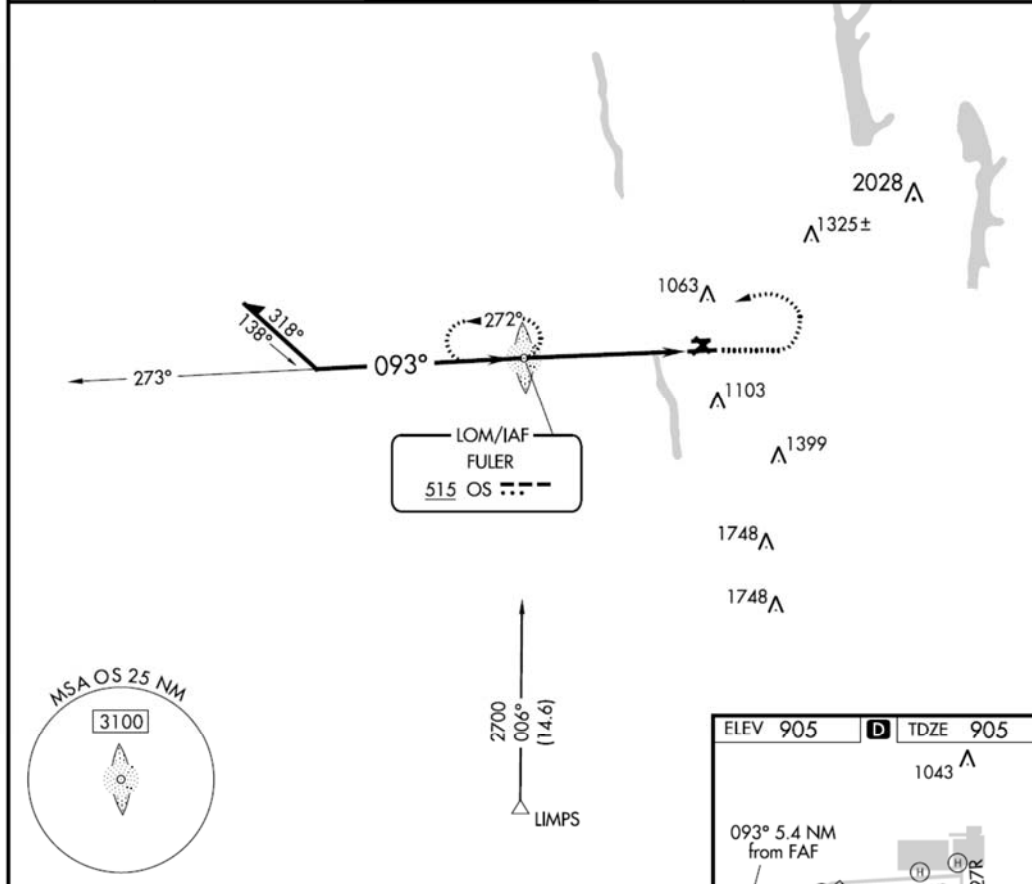 2028
1325±
1063
318°
138°
272°
093°
273°
1103
LOM/IAF
FULER
515 OS
1399
1748
1748
MSA OS 25 NM
3100
2700
006°
(14.6)
LIMPS
ELEV 905 D TDZE 905
1043
093° 5.4 NM
from FAF
H
H
27R